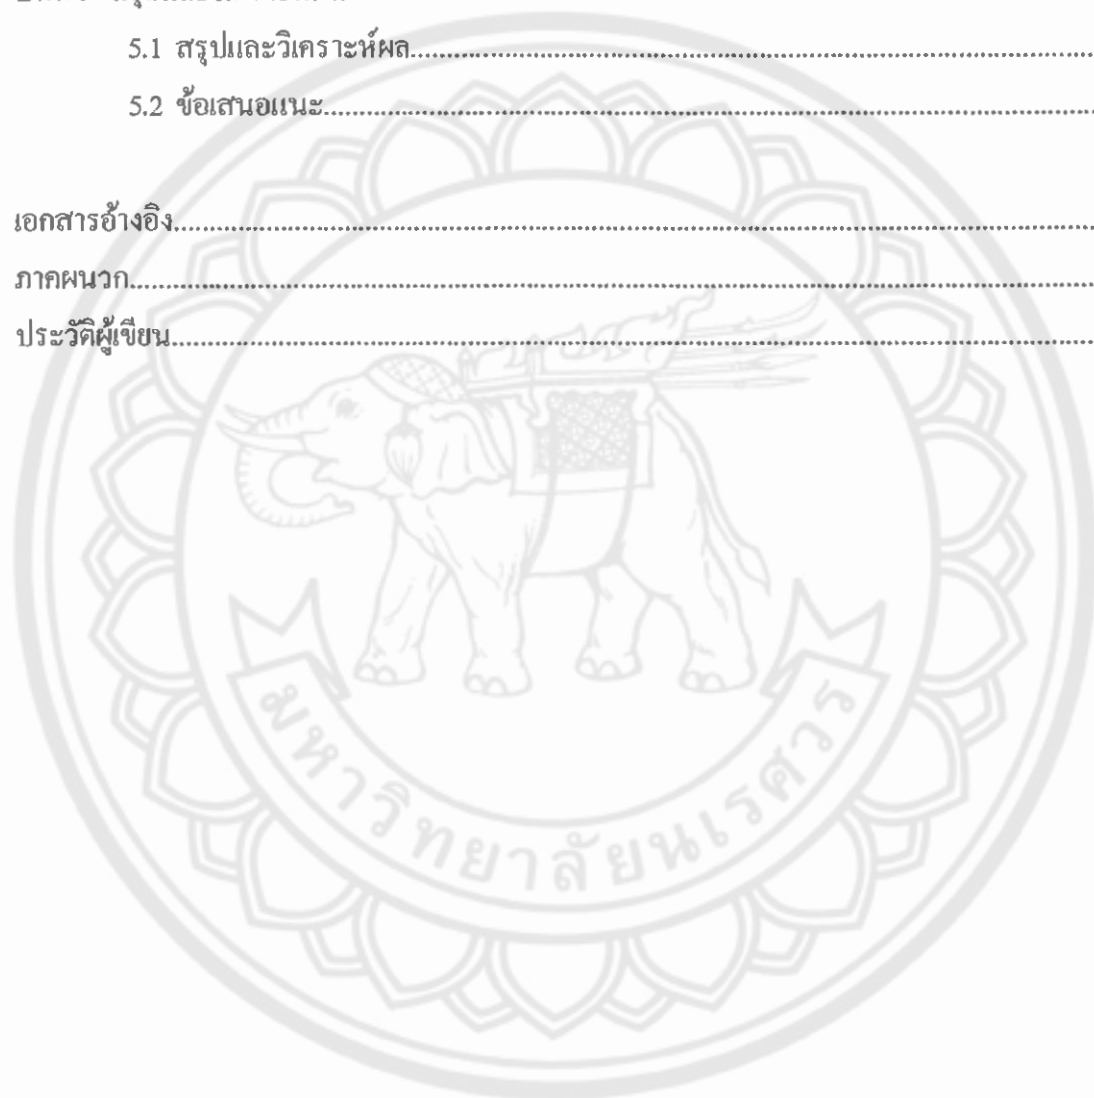 5.1 สรุปและวิเคราะห์ผล
5.2 ข้อเสนอแนะ
เอกสารอ้างอิง
ภาคผนวก
ประวัติผู้เขียน
มหาวิทยาลัยนเรศวร